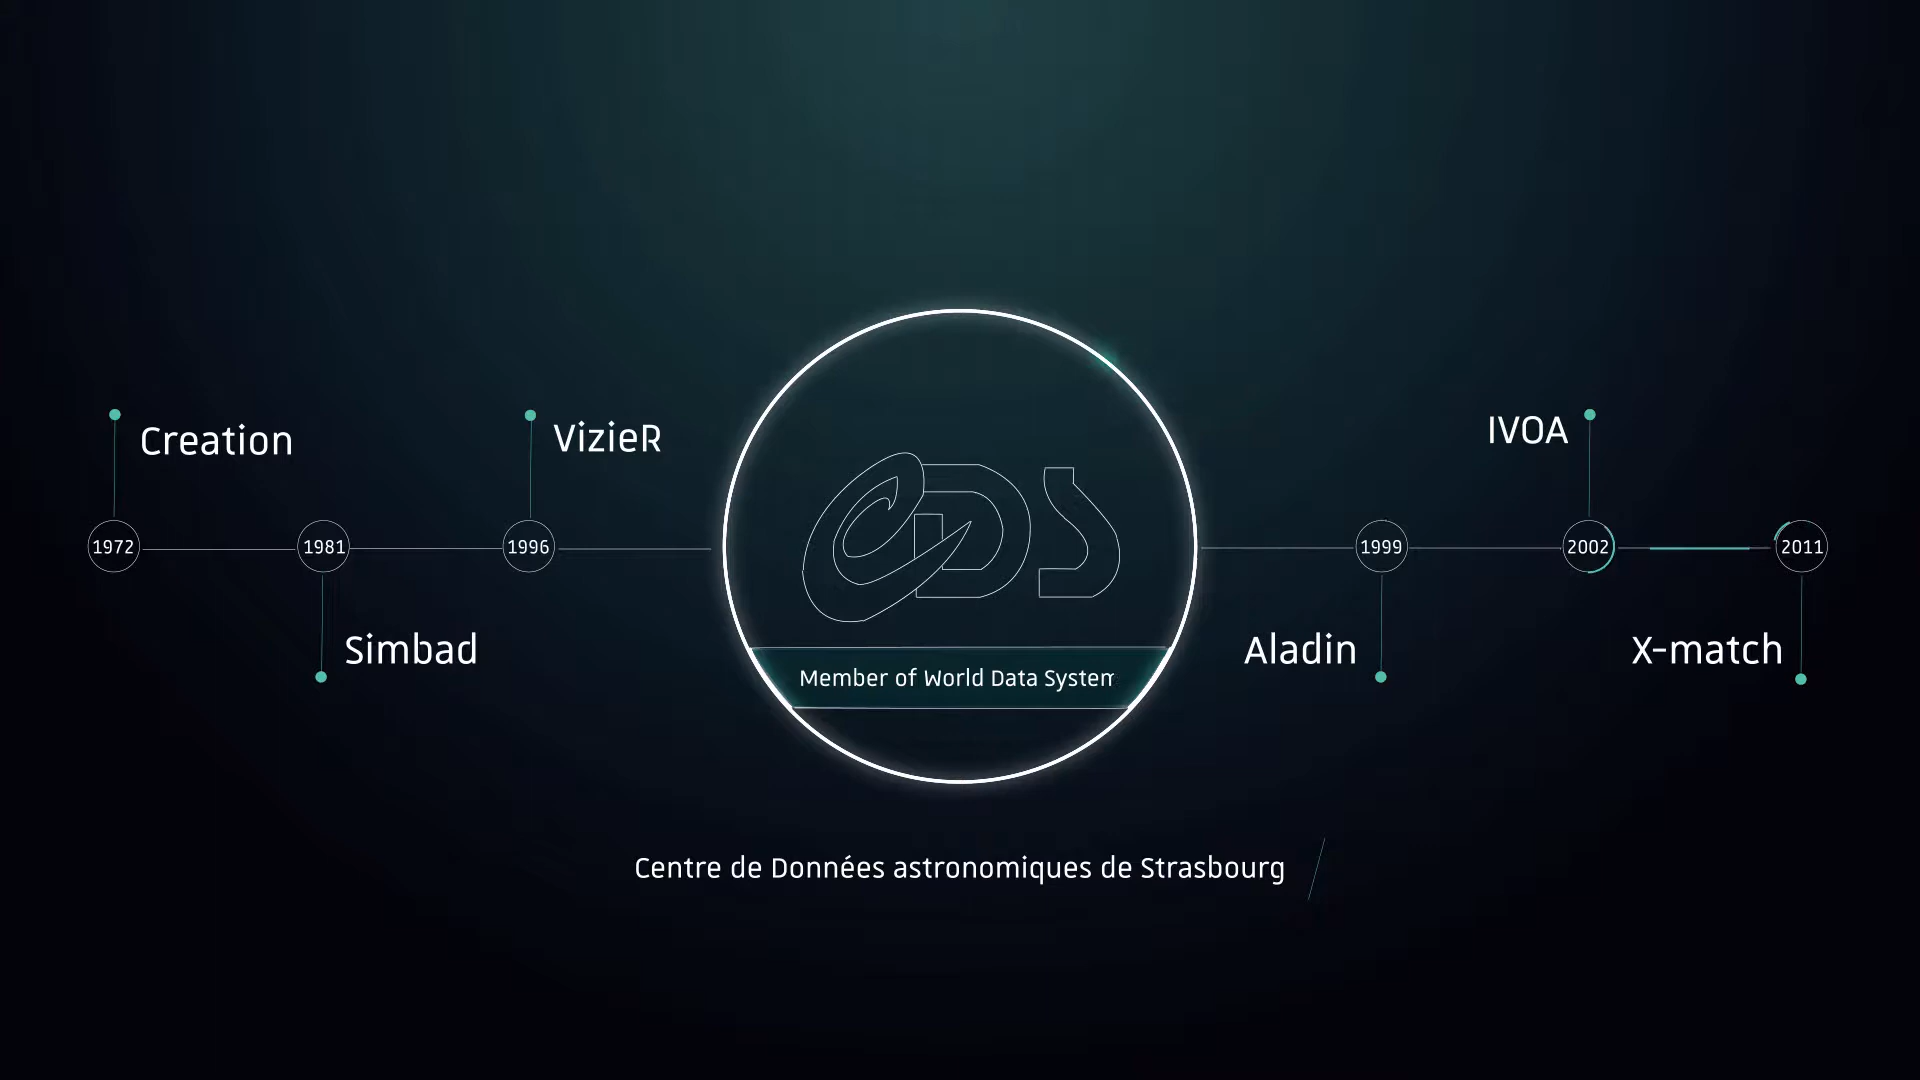 Creation
VizieR
IVOA
1972
1981
1996
CDS
1999
2002
2011
Simbad
Aladin
X-match
Member of World Data System
Centre de Données astronomiques de Strasbourg